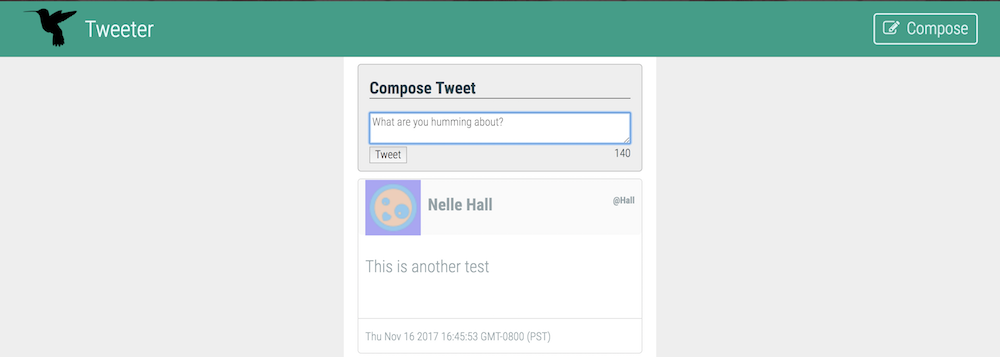 Tweeter
Compose
Compose Tweet
What are you humming about?
Tweet
140
Nelle Hall
@Hall
This is another test
Thu Nov 16 2017 16:45:53 GMT-0800 (PST)